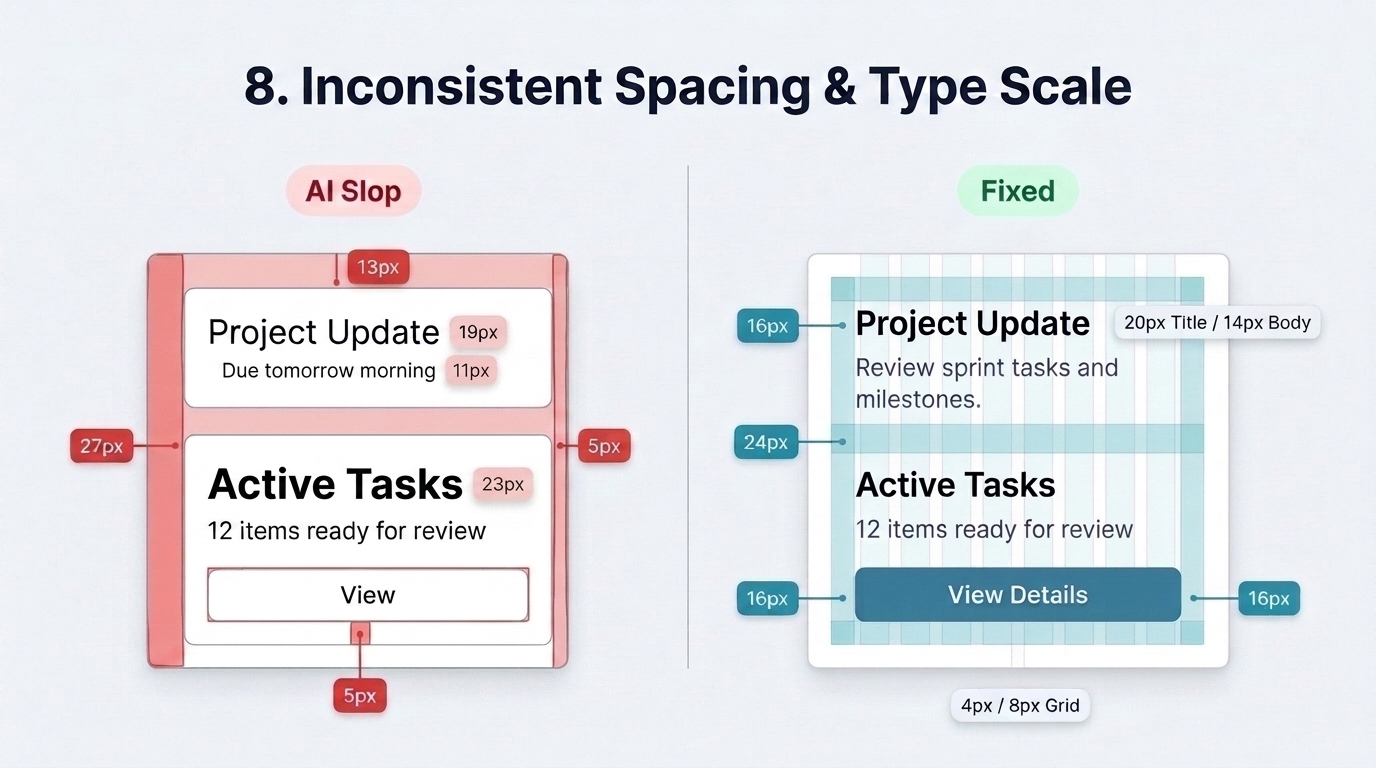 8. Inconsistent Spacing & Type Scale
AI Slop
13px
Project Update
19px
Due tomorrow morning
11px
27px
5px
Active Tasks
23px
12 items ready for review
View
5px
Fixed
16px
Project Update
20px Title / 14px Body
Review sprint tasks and
milestones.
24px
Active Tasks
12 items ready for review
16px
View Details
16px
4px / 8px Grid